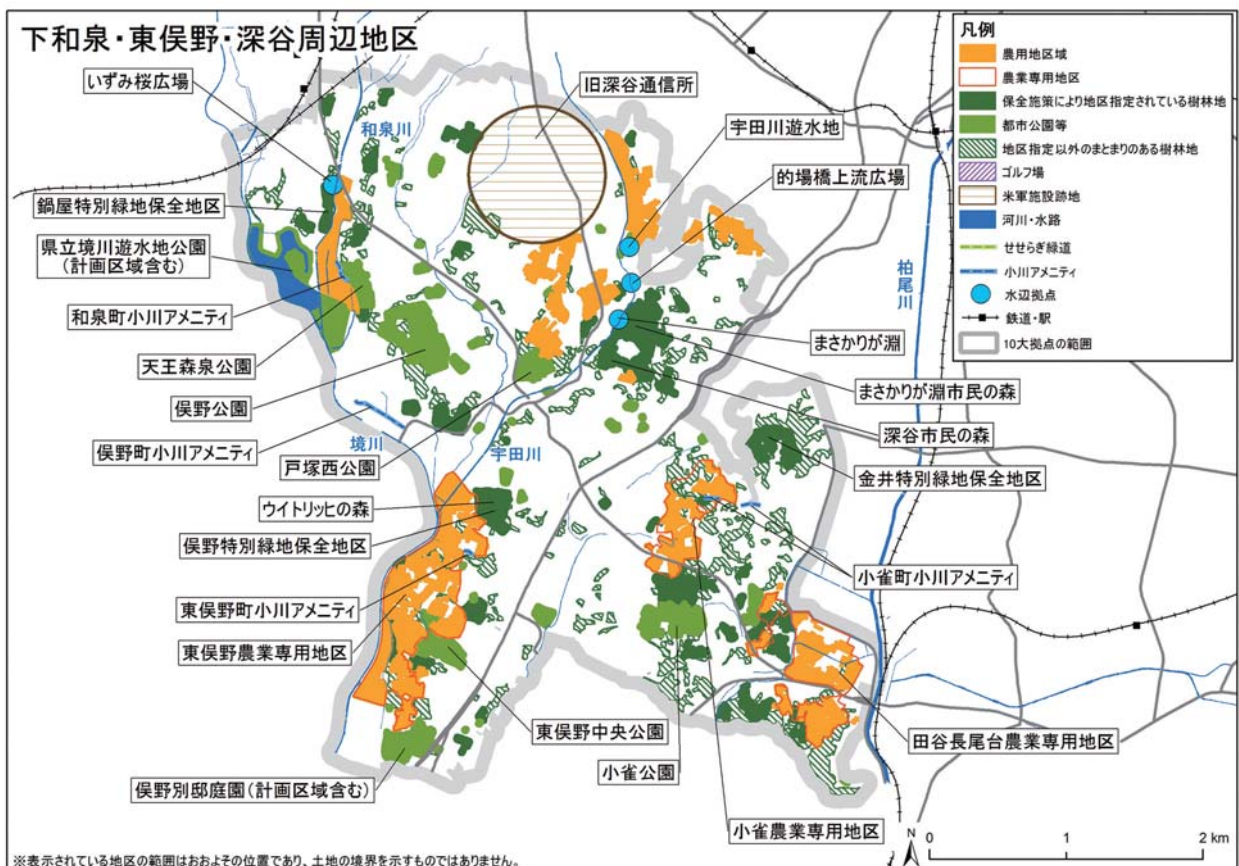 下和泉・東俣野・深谷周辺地区
いずみ桜広場
旧深谷通信所
宇田川遊水地
和泉川
的場橋上流広場
鍋屋特別緑地保全地区
県立境川遊水地公園
(計画区域含む)
柏尾川
和泉町小川アメニティ
まさかりが淵
天王森泉公園
まさかりが淵市民の森
俣野公園
深谷市民の森
俣野町小川アメニティ
境川
宇田川
戸塚西公園
金井特別緑地保全地区
ウイトリッヒの森
俣野特別緑地保全地区
小雀町小川アメニティ
東俣野町小川アメニティ
東俣野農業専用地区
東俣野中央公園
田谷長尾台農業専用地区
小雀公園
俣野別邸庭園(計画区域含む)
小雀農業専用地区
凡例
農用地区域
農業専用地区
保全施策により地区指定されている樹林地
都市公園等
地区指定以外のまとまりのある樹林地
ゴルフ場
米軍施設跡地
河川・水路
せせらぎ緑道
小川アメニティ
水辺拠点
鉄道・駅
10大拠点の範囲
N
0 1 2 km
※表示されている地区の範囲はおおよその位置であり、土地の境界を示すものではありません。